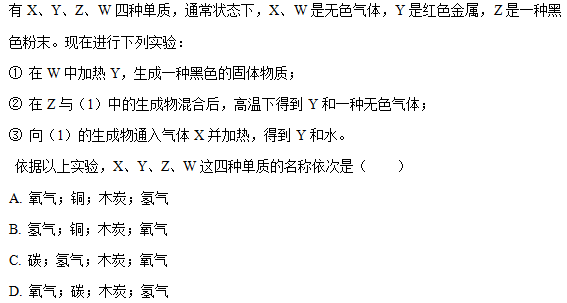 有 X、Y、Z、W 四种单质，通常状态下，X、W 是无色气体，Y 是红色金属，Z 是一种黑
色粉末。现在进行下列实验：
① 在 W 中加热 Y，生成一种黑色的固体物质；
② 在 Z 与（1）中的生成物混合后，高温下得到 Y 和一种无色气体；
③ 向（1）的生成物通入气体 X 并加热，得到 Y 和水。
依据以上实验，X、Y、Z、W 这四种单质的名称依次是（　　）
A. 氧气；铜；木炭；氢气
B. 氢气；铜；木炭；氧气
C. 碳；氢气；木炭；氧气
D. 氧气；碳；木炭；氢气